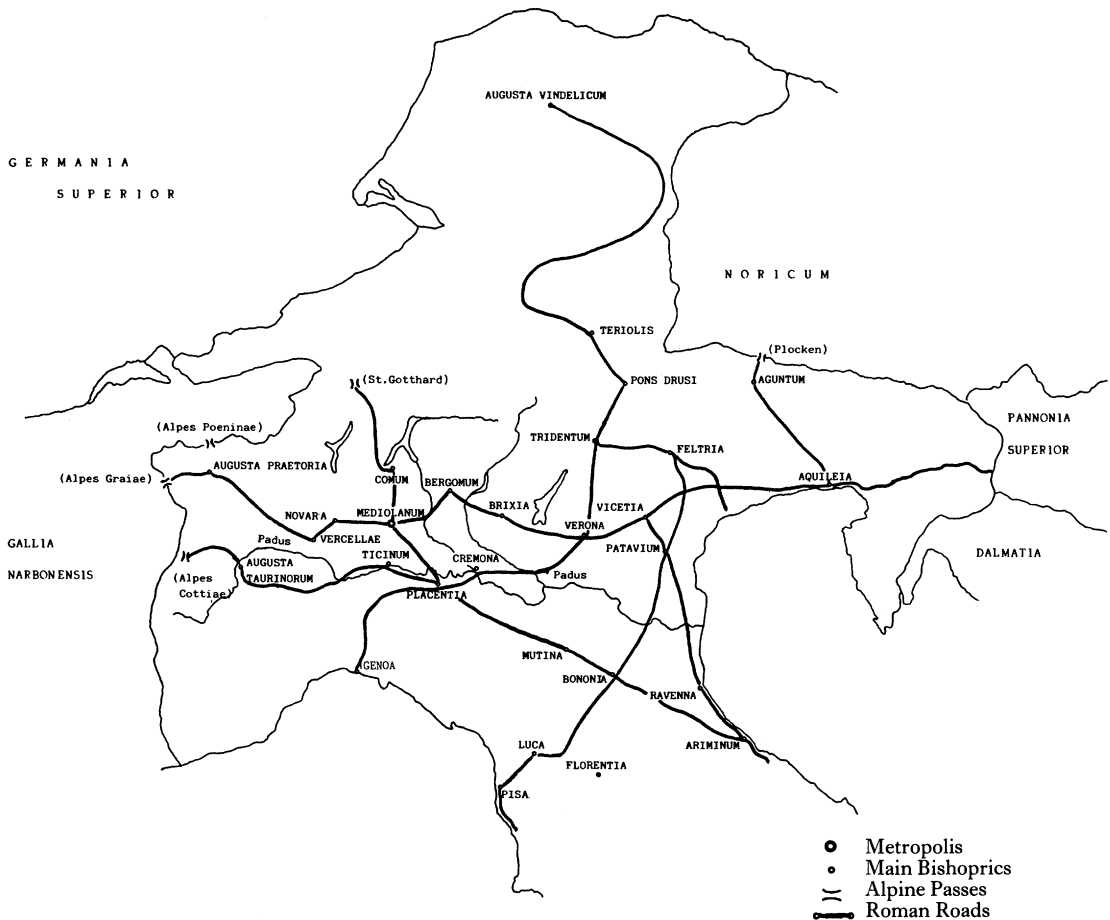 AUGUSTA VINDELICUM
GERMANIA
SUPERIOR
NORICUM
TERIOLIS
(Plocken)
(St.Gotthard)
PONS DRUSI
AGUNTUM
PANNONIA
SUPERIOR
(Alpes Poeninae)
TRIDENTUM
FELTRIA
(Alpes Graiae)
AUGUSTA PRAETORIA
COMUM
BERGOMUM
AQUILEIA
BRIXIA
VICETIA
NOVARA
MEDIOLANUM
VERONA
Padus
VERCELLAE
PATAVIUM
GALLIA
NARBONENSIS
TICINUM
CREMONA
DALMATIA
(Alpes
Cottiae)
AUGUSTA
TAURINORUM
Padus
PLACENTIA
MUTINA
GENOA
BONONIA
RAVENNA
LUCA
ARIMINUM
FLORENTIA
PISA
Metropolis
Main Bishoprics
Alpine Passes
Roman Roads